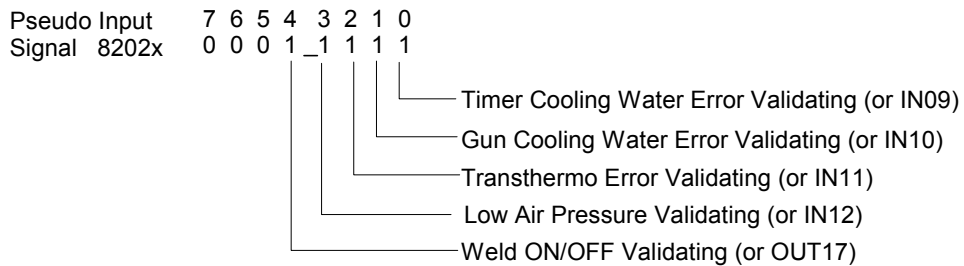 Pseudo Input 7 6 5 4 3 2 1 0
Signal 8202x 0 0 0 1 _1 1 1 1
Timer Cooling Water Error Validating (or IN09)
Gun Cooling Water Error Validating (or IN10)
Transthermo Error Validating (or IN11)
Low Air Pressure Validating (or IN12)
Weld ON/OFF Validating (or OUT17)